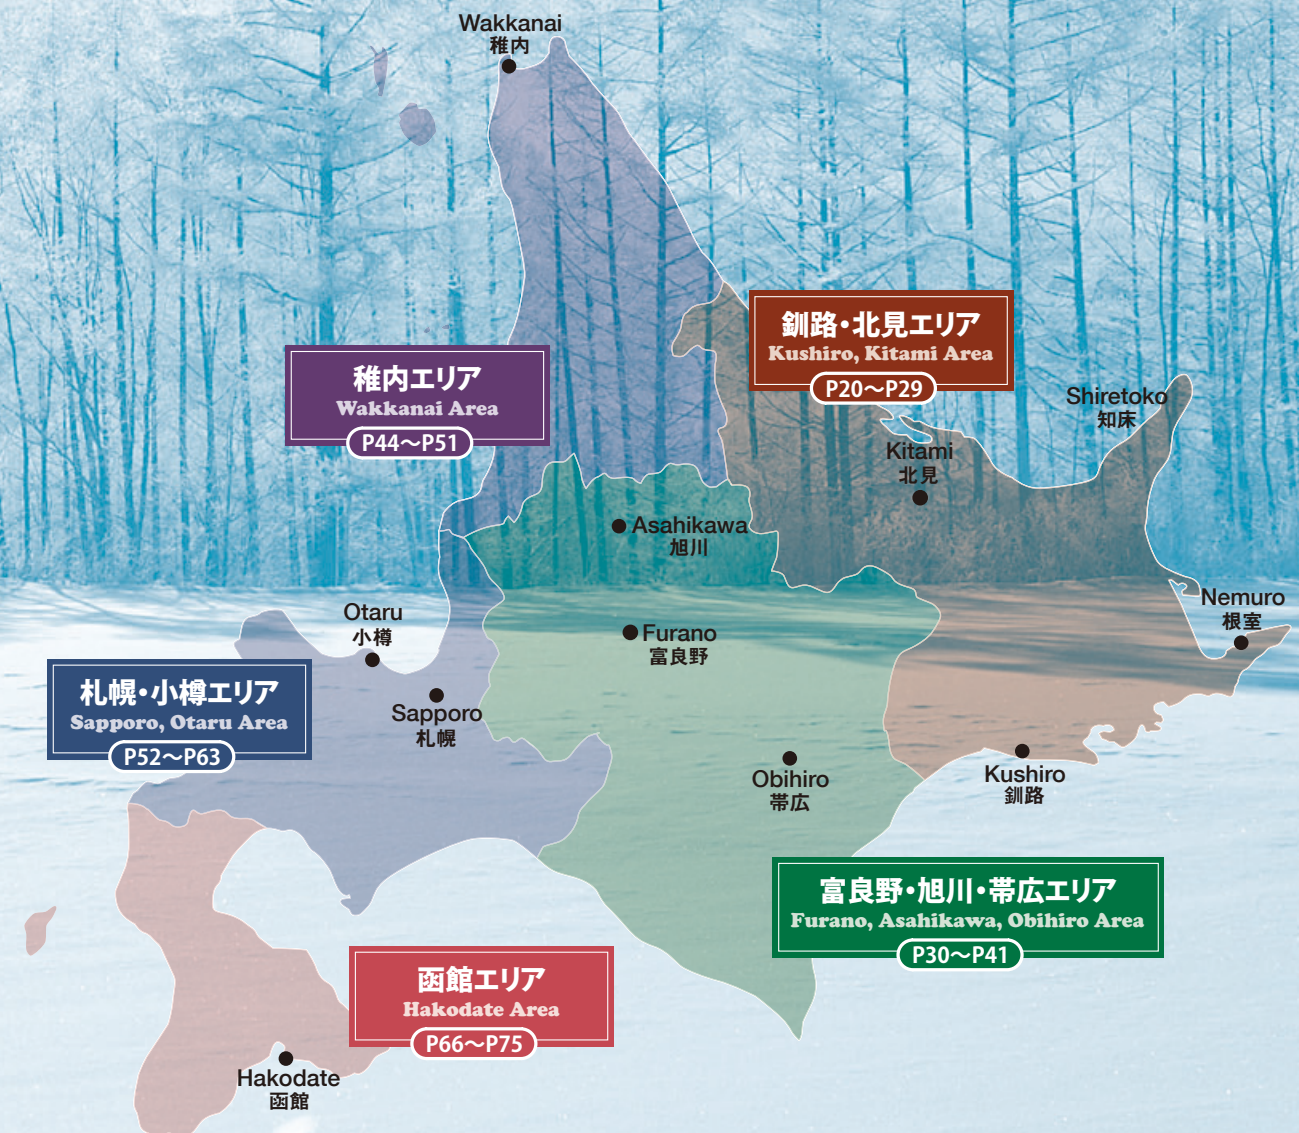 Wakkanai
稚内
釧路・北見エリア
Kushiro, Kitami Area
P20～P29
稚内エリア
Wakkanai Area
P44～P51
Shiretoko
知床
Kitami
北見
Asahikawa
旭川
Otaru
小樽
Furano
富良野
Nemuro
根室
札幌・小樽エリア
Sapporo, Otaru Area
P52～P63
Sapporo
札幌
Obihiro
帯広
Kushiro
釧路
富良野・旭川・帯広エリア
Furano, Asahikawa, Obihiro Area
P30～P41
函館エリア
Hakodate Area
P66～P75
Hakodate
函館